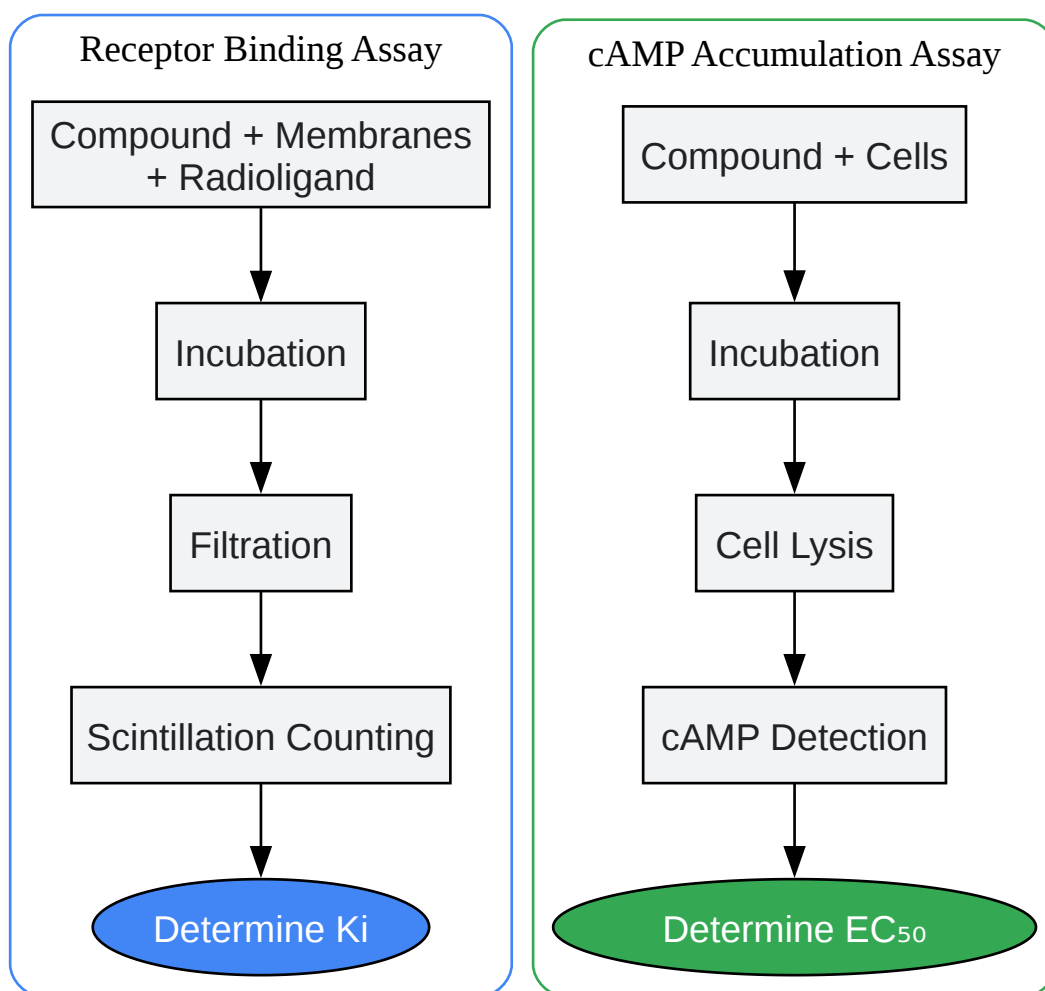 Receptor Binding Assay
Compound + Membranes
+ Radioligand
Incubation
Filtration
Scintillation Counting
Determine Ki
cAMP Accumulation Assay
Compound + Cells
Incubation
Cell Lysis
cAMP Detection
Determine EC₅₀